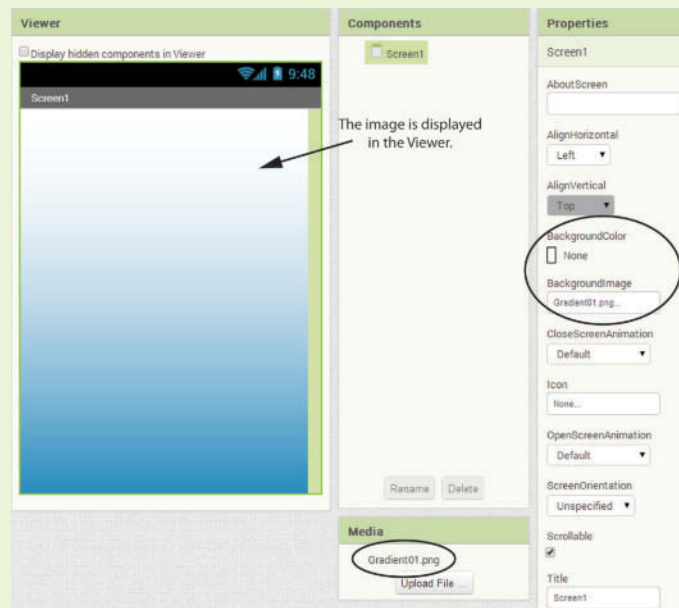 Viewer
Display hidden components in Viewer
9:48
Screen1
The image is displayed
in the Viewer.
Components
Screen1
Rename Delete
Media
Gradient01.png
Upload File ...
Properties
Screen1
AboutScreen
AlignHorizontal
Left
AlignVertical
Top
BackgroundColor
None
BackgroundImage
Gradient01.png...
CloseScreenAnimation
Default
Icon
None...
OpenScreenAnimation
Default
ScreenOrientation
Unspecified
Scrollable
Title
Screen1